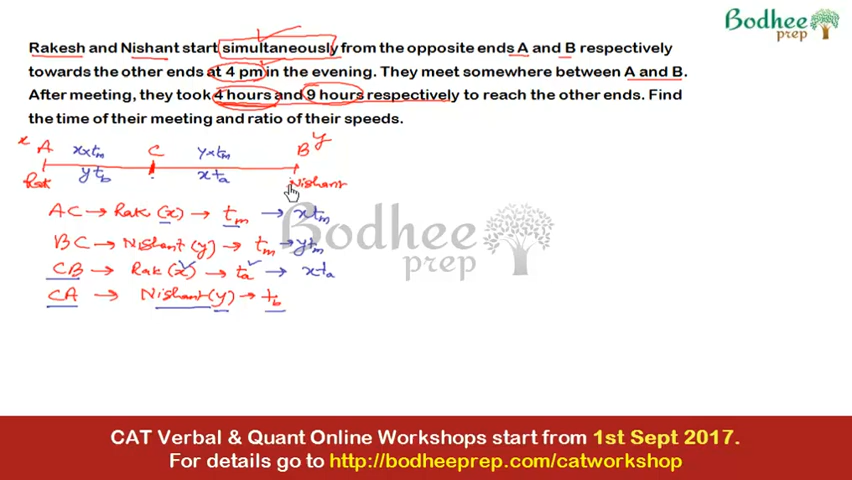 Bodhee
prep
Rakesh and Nishant start simultaneously from the opposite ends A and B respectively
towards the other ends at 4 pm in the evening. They meet somewhere between A and B.
After meeting, they took 4 hours and 9 hours respectively to reach the other ends. Find
the time of their meeting and ratio of their speeds.
x A x×tm C y×tm B y
Rak ytb xta Nishant
AC → Rak (x) → tm → xtm
BC → Nishant (y) → tm → ytm
CB → Rak (x) → ta → xta
CA → Nishant (y) → tb
Bodhee
prep
CAT Verbal & Quant Online Workshops start from 1st Sept 2017.
For details go to http://bodheeprep.com/catworkshop